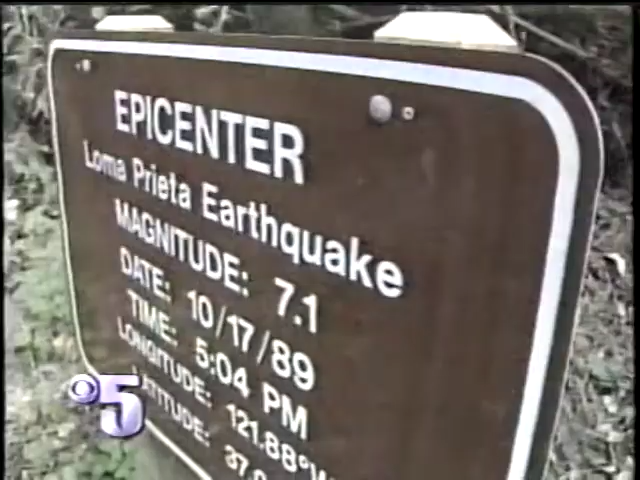 EPICENTER
Loma Prieta Earthquake
MAGNITUDE: 7.1
DATE: 10/17/89
TIME: 5:04 PM
LONGITUDE: 121.88°W
LATITUDE: 37.0
5